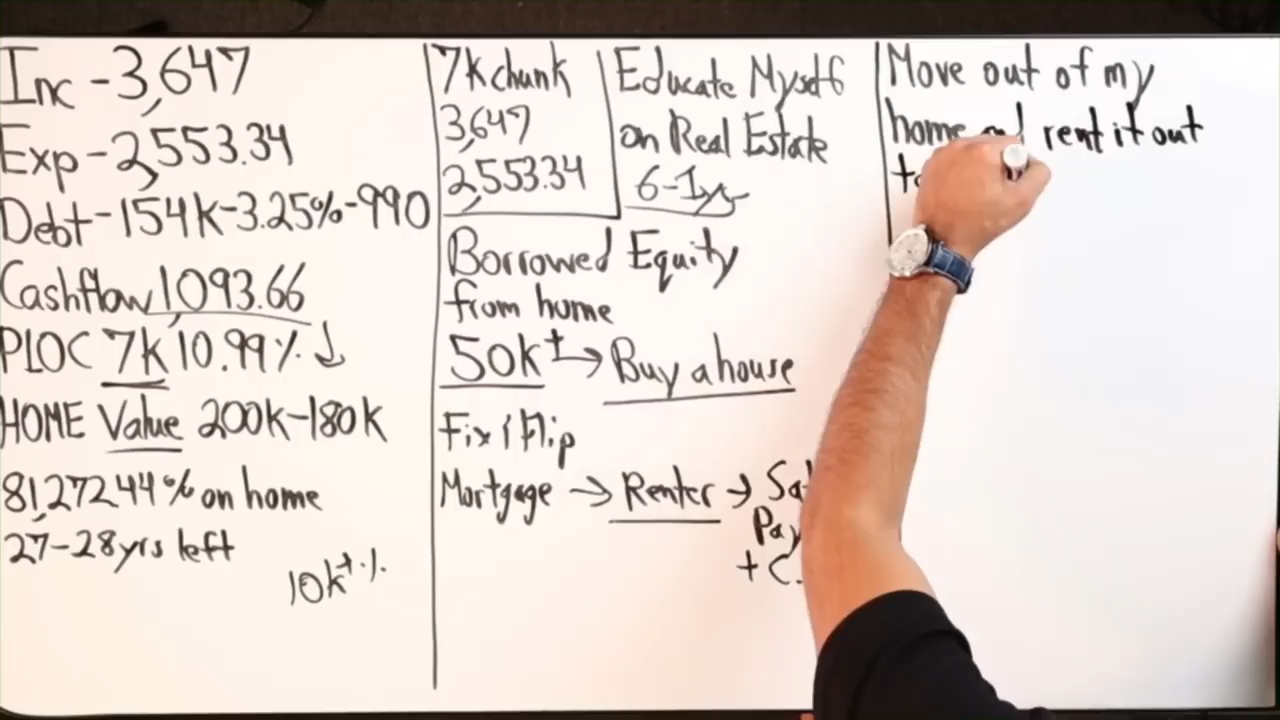 Inc - 3,647
Exp - 2,553.34
Debt - 154k - 3.25% - 990
Cashflow 1,093.66
PLOC 7k 10.99% ↓
HOME Value 200k - 180k
81,272.44% on home
27-28yrs left
10k+%
7k chunk
3,647
2,553.34
Educate Myself
on Real Estate
6-1yr
Borrowed Equity
from home
50k+ → Buy a house
Fix & Flip
Mortgage → Renter →
+ C.
Move out of my
home rent it out